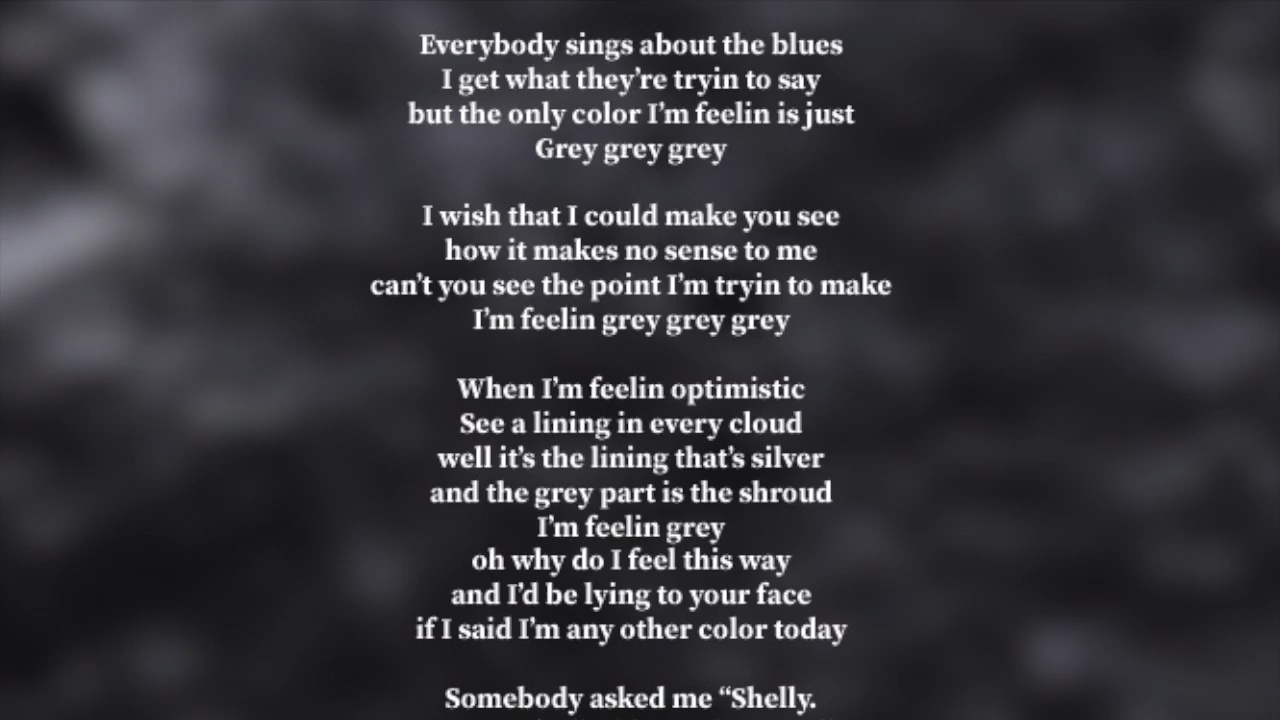 Everybody sings about the blues
I get what they're tryin to say
but the only color I'm feelin is just
Grey grey grey
I wish that I could make you see
how it makes no sense to me
can't you see the point I'm tryin to make
I'm feelin grey grey grey
When I'm feelin optimistic
See a lining in every cloud
well it's the lining that's silver
and the grey part is the shroud
I'm feelin grey
oh why do I feel this way
and I'd be lying to your face
if I said I'm any other color today
Somebody asked me “Shelly.